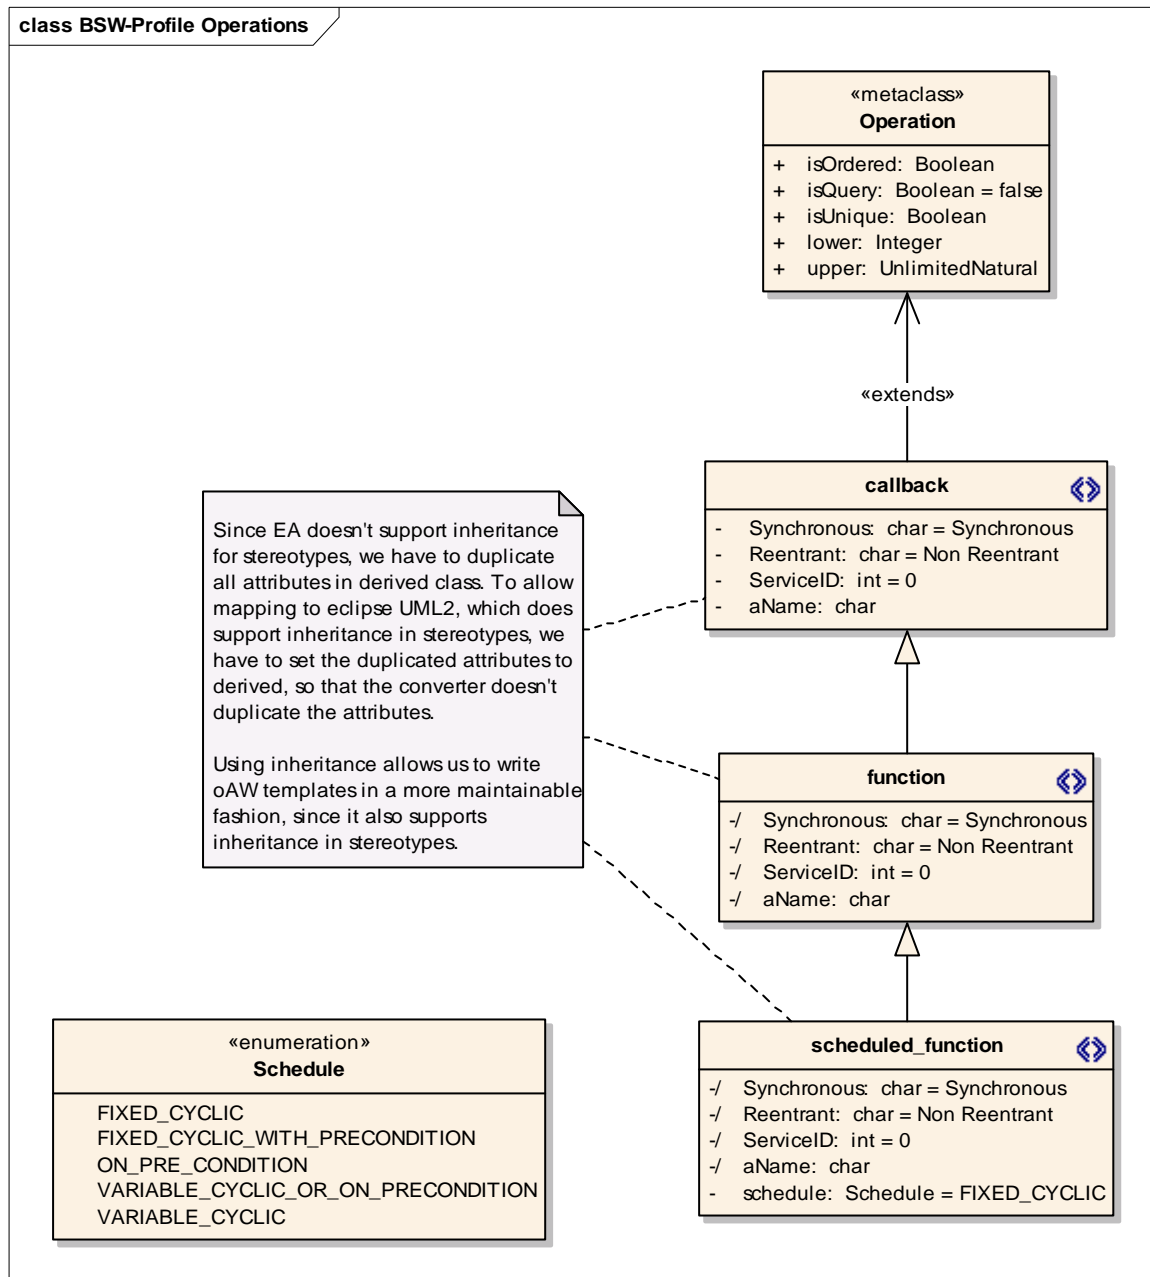 class BSW-Profile Operations
«metaclass»
Operation
+ isOrdered: Boolean
+ isQuery: Boolean = false
+ isUnique: Boolean
+ lower: Integer
+ upper: UnlimitedNatural
«extends»
callback
- Synchronous: char = Synchronous
- Reentrant: char = Non Reentrant
- ServiceID: int = 0
- aName: char
Since EA doesn't support inheritance
for stereotypes, we have to duplicate
all attributes in derived class. To allow
mapping to eclipse UML2, which does
support inheritance in stereotypes, we
have to set the duplicated attributes to
derived, so that the converter doesn't
duplicate the attributes.
Using inheritance allows us to write
oAW templates in a more maintainable
fashion, since it also supports
inheritance in stereotypes.
function
-/ Synchronous: char = Synchronous
-/ Reentrant: char = Non Reentrant
-/ ServiceID: int = 0
-/ aName: char
«enumeration»
Schedule
FIXED_CYCLIC
FIXED_CYCLIC_WITH_PRECONDITION
ON_PRE_CONDITION
VARIABLE_CYCLIC_OR_ON_PRECONDITION
VARIABLE_CYCLIC
scheduled_function
-/ Synchronous: char = Synchronous
-/ Reentrant: char = Non Reentrant
-/ ServiceID: int = 0
-/ aName: char
- schedule: Schedule = FIXED_CYCLIC